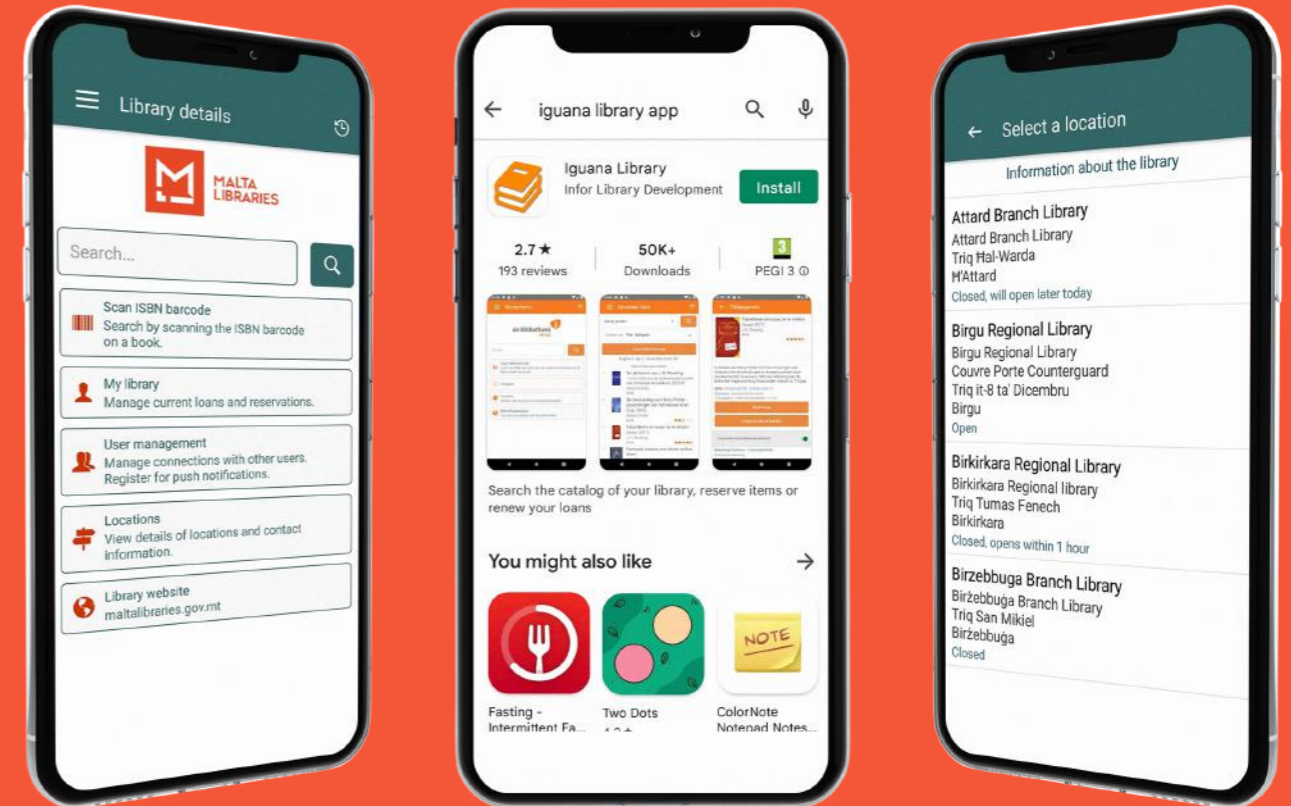 Library details
MALTA
LIBRARIES
Search...
Scan ISBN barcode
Search by scanning the ISBN barcode
on a book.
My library
Manage current loans and reservations.
User management
Manage connections with other users.
Register for push notifications.
Locations
View details of locations and contact
information.
Library website
maltalibraries.gov.mt
iguana library app
Iguana Library
Infor Library Development
Install
2.7★
193 reviews
50K+
Downloads
3
PEGI 3
de Bibliotheek
Search the catalog of your library, reserve items or
renew your loans
You might also like
NOTE
Fasting -
Intermittent Fa...
Two Dots
ColorNote
Notepad Notes...
Select a location
Information about the library
Attard Branch Library
Attard Branch Library
Triq Ħal-Warda
Ħ'Attard
Closed, will open later today
Birgu Regional Library
Birgu Regional Library
Couvre Porte Counterguard
Triq it-8 ta' Dicembru
Birgu
Open
Birkirkara Regional Library
Birkirkara Regional library
Triq Tumas Fenech
Birkirkara
Closed, opens within 1 hour
Birzebbuga Branch Library
Birżebbuġa Branch Library
Triq San Mikiel
Birżebbuġa
Closed